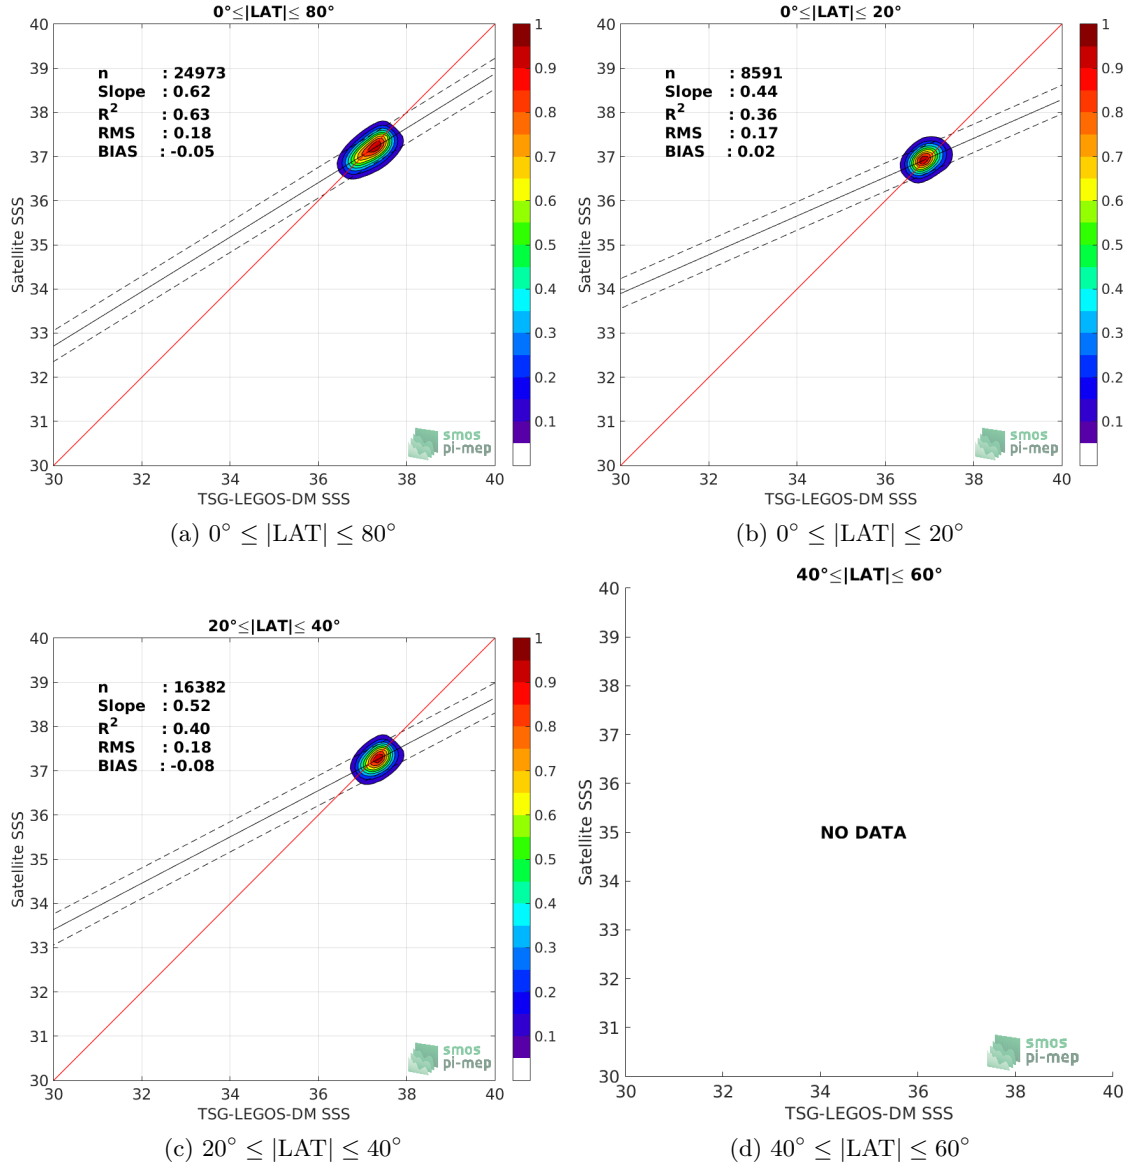 0°≤|LAT|≤ 80°
n : 24973
Slope : 0.62
R² : 0.63
RMS : 0.18
BIAS : -0.05
Satellite SSS
40
39
38
37
36
35
34
33
32
31
30
30 32 34 36 38 40
TSG-LEGOS-DM SSS
1
0.9
0.8
0.7
0.6
0.5
0.4
0.3
0.2
0.1
smos
pi-mep
(a) 0° ≤ |LAT| ≤ 80°
0°≤|LAT|≤ 20°
n : 8591
Slope : 0.44
R² : 0.36
RMS : 0.17
BIAS : 0.02
Satellite SSS
40
39
38
37
36
35
34
33
32
31
30
30 32 34 36 38 40
TSG-LEGOS-DM SSS
1
0.9
0.8
0.7
0.6
0.5
0.4
0.3
0.2
0.1
smos
pi-mep
(b) 0° ≤ |LAT| ≤ 20°
20°≤|LAT|≤ 40°
n : 16382
Slope : 0.52
R² : 0.40
RMS : 0.18
BIAS : -0.08
Satellite SSS
40
39
38
37
36
35
34
33
32
31
30
30 32 34 36 38 40
TSG-LEGOS-DM SSS
1
0.9
0.8
0.7
0.6
0.5
0.4
0.3
0.2
0.1
smos
pi-mep
(c) 20° ≤ |LAT| ≤ 40°
40°≤|LAT|≤ 60°
NO DATA
Satellite SSS
40
39
38
37
36
35
34
33
32
31
30
30 32 34 36 38 40
TSG-LEGOS-DM SSS
smos
pi-mep
(d) 40° ≤ |LAT| ≤ 60°